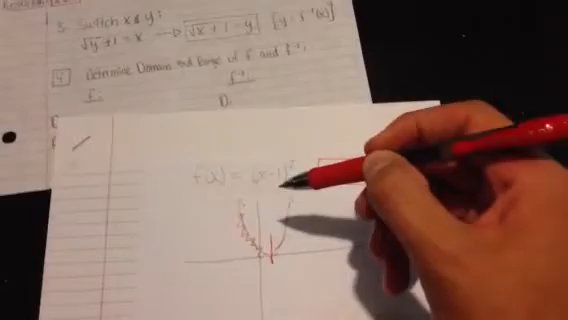 3. Switch x & y:
√y + 1 = x → √x + 1 = y [y = f⁻¹(x)]
4. Determine Domain and Range of f and f⁻¹.
f: f⁻¹:
D:
f(x) = (x-1)²